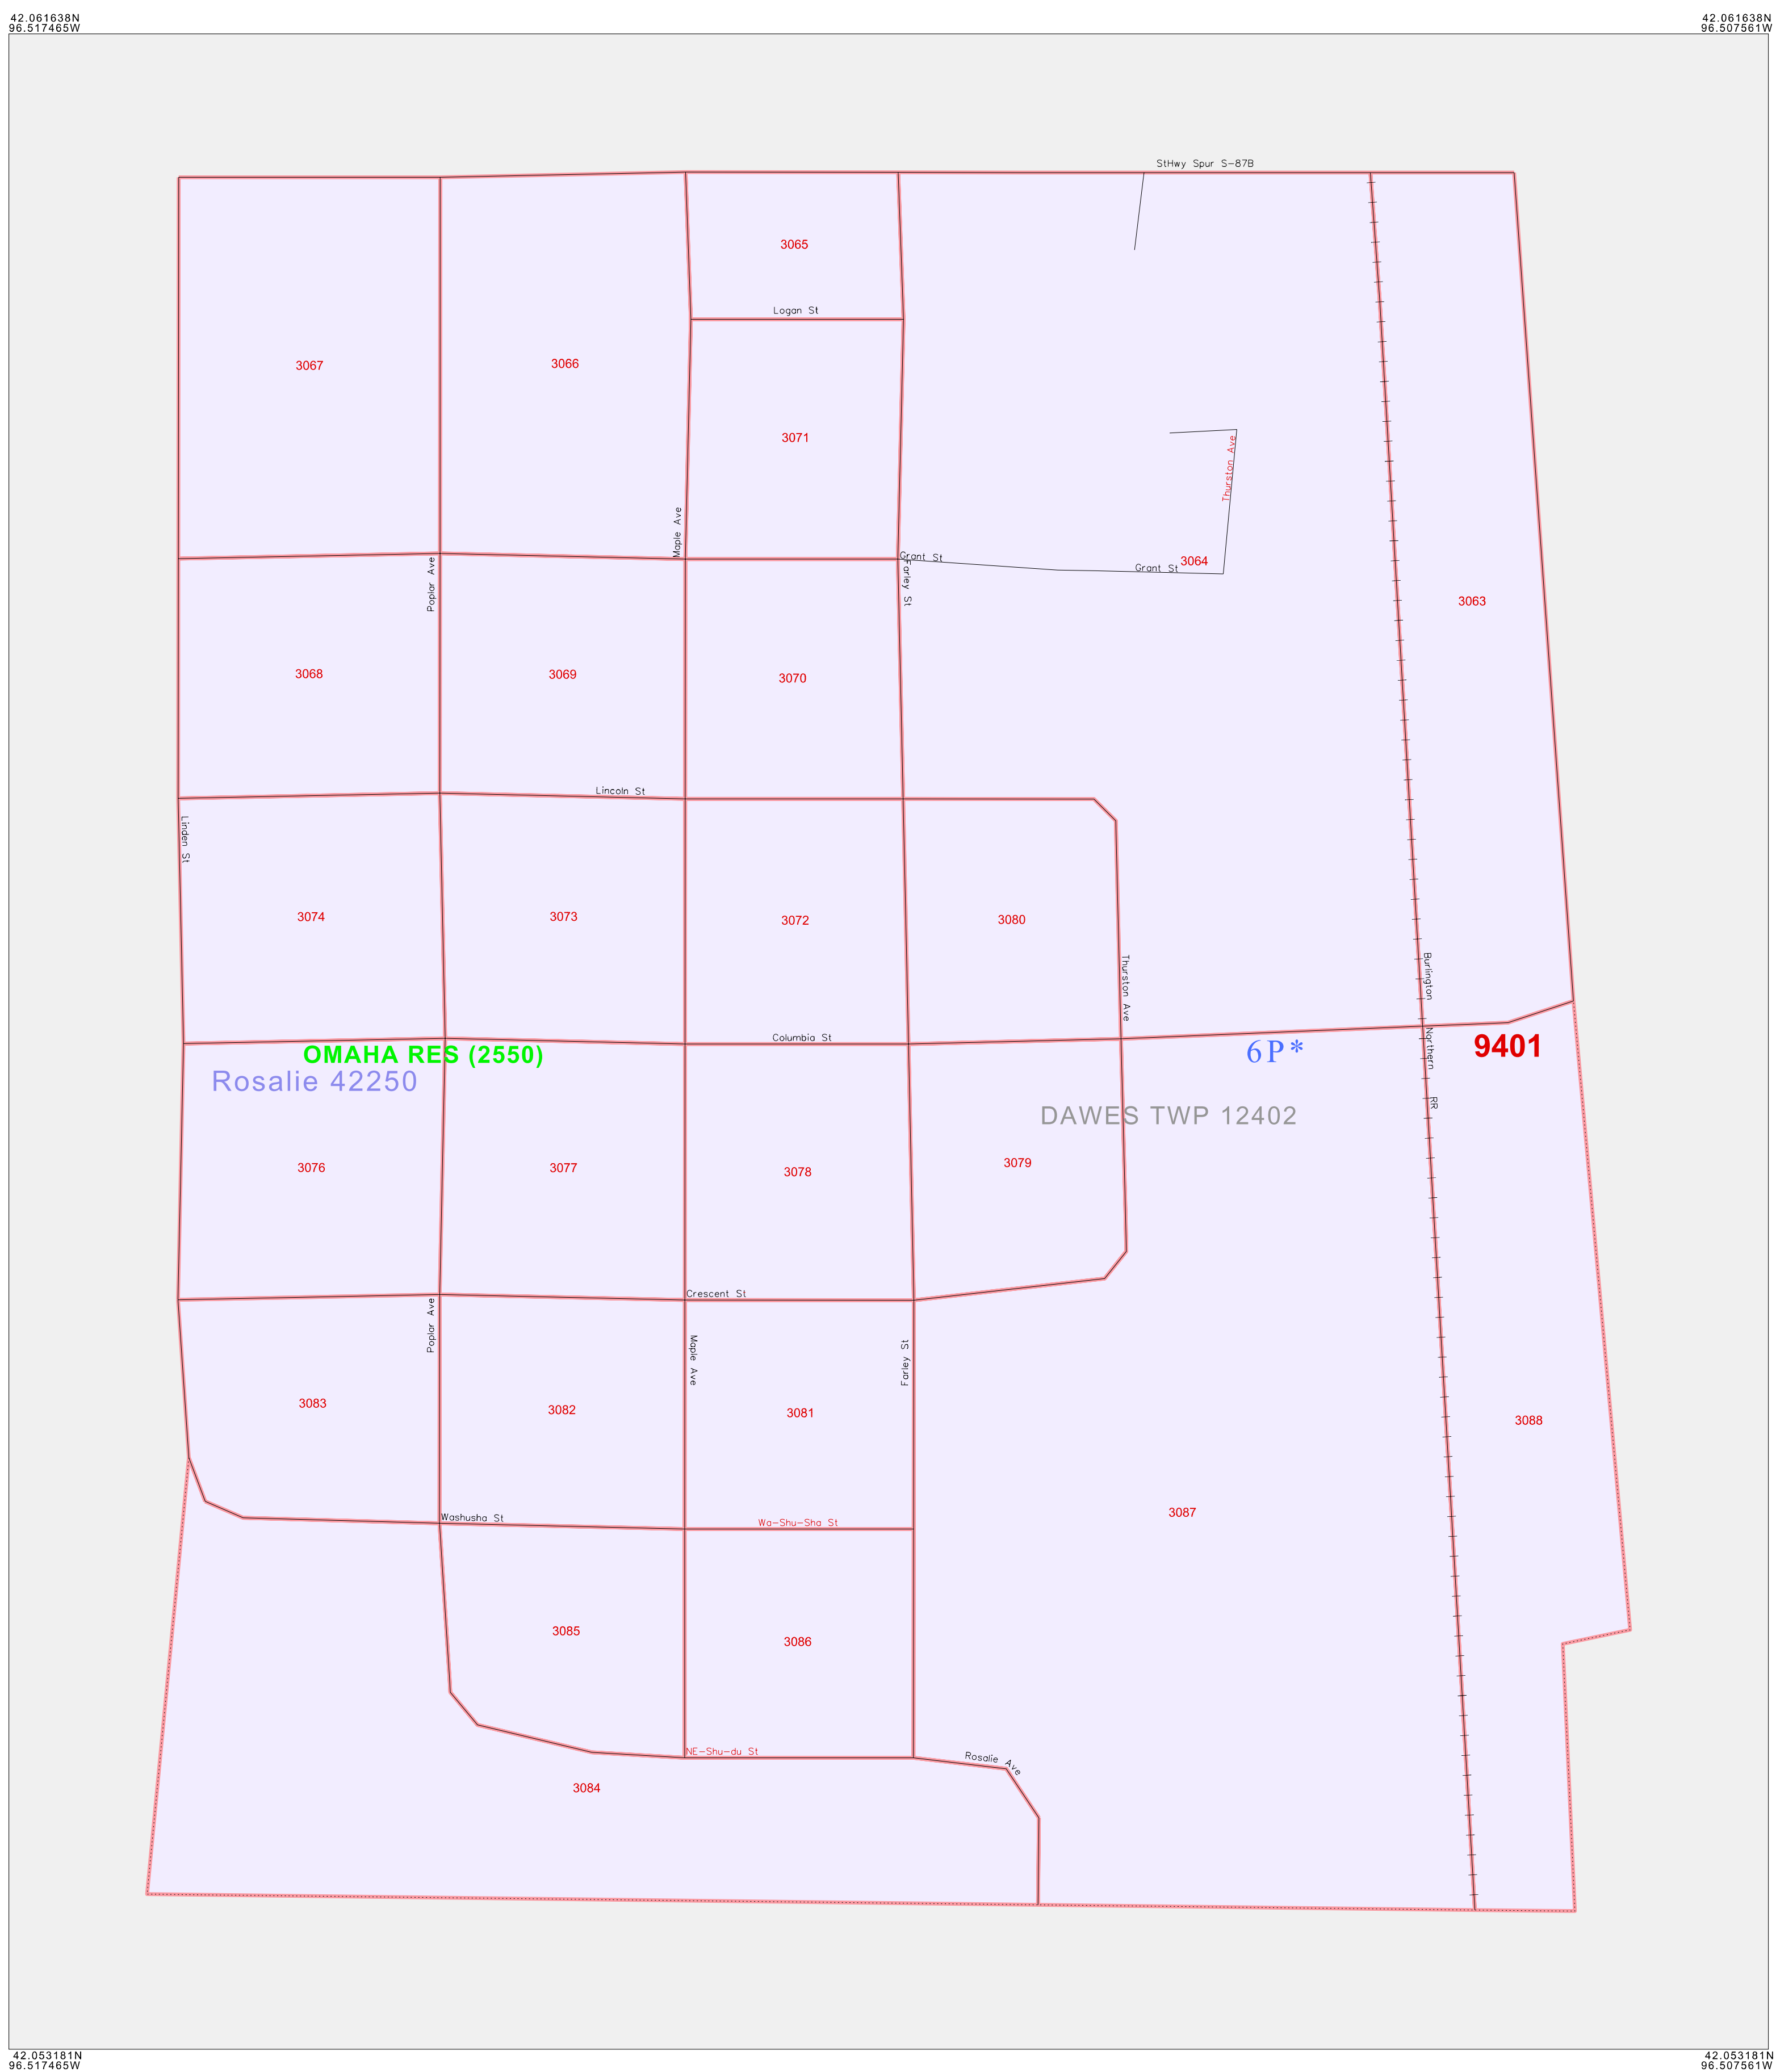 42.061638N
96.517465W
42.061638N
96.507561W
StHwy Spur S-87B
3065
Logan St
3067
3066
3071
Thurston Ave
Maple Ave
Grant St
3064
Grant St
Poplar Ave
Farley St
3063
3068
3069
3070
Lincoln St
Linden St
3074
3073
3072
3080
Thurston Ave
Burlington
Northern
RR
Columbia St
OMAHA RES (2550)
6P*
9401
Rosalie 42250
DAWES TWP 12402
3076
3077
3078
3079
Crescent St
Poplar Ave
Maple Ave
Farley St
3083
3082
3081
3088
Washusha St
Wa-Shu-Sha St
3087
3085
3086
NE-Shu-du St
Rosalie Ave
3084
42.053181N
96.517465W
42.053181N
96.507561W